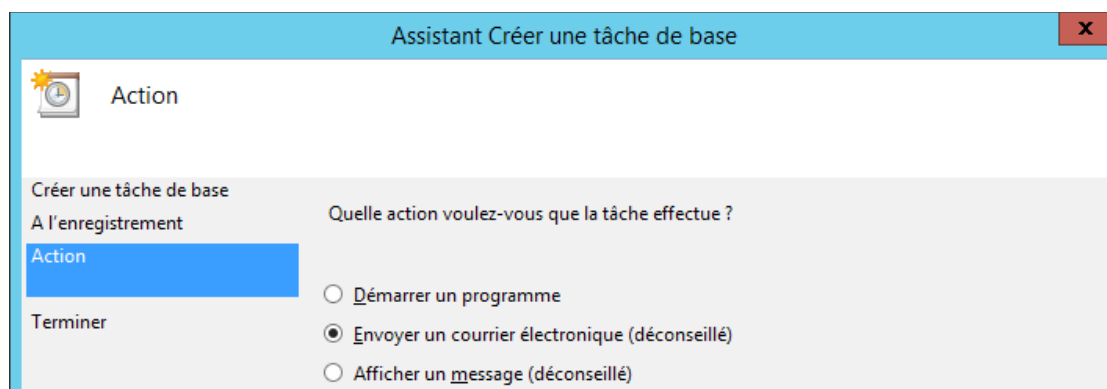 Assistant Créer une tâche de base
x
Action
Créer une tâche de base
A l'enregistrement
Action
Terminer
Quelle action voulez-vous que la tâche effectue ?
Démarrer un programme
Envoyer un courrier électronique (déconseillé)
Afficher un message (déconseillé)